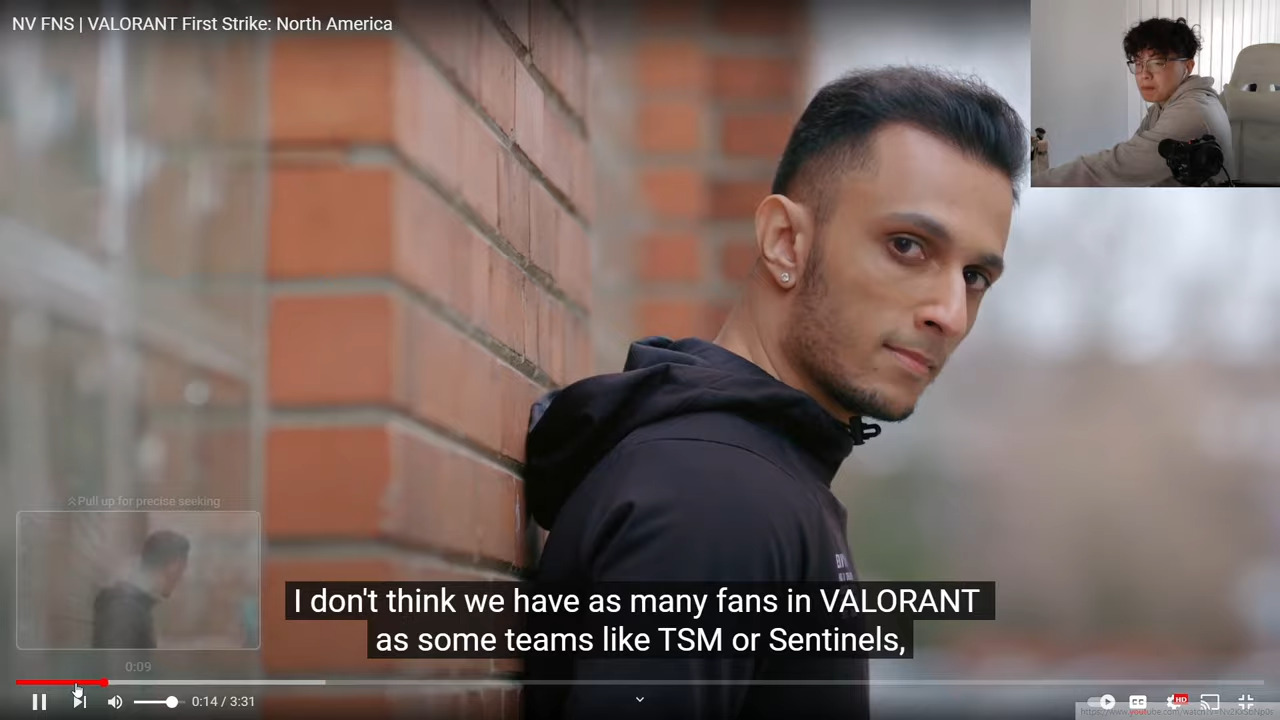 NV FNS | VALORANT First Strike: North America
Pull up for precise seeking
I don't think we have as many fans in VALORANT
as some teams like TSM or Sentinels,
0:09
0:14 / 3:31
HD